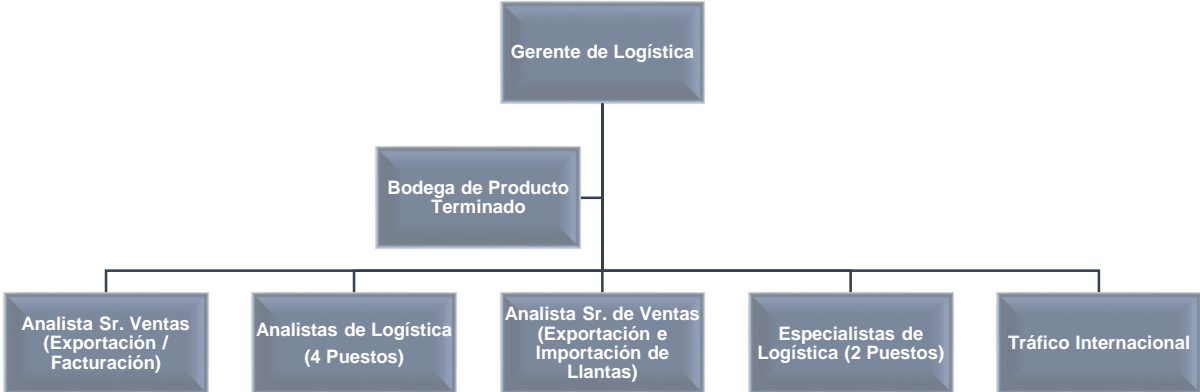 Gerente de Logística
Bodega de Producto
Terminado
Analista Sr. Ventas
(Exportación /
Facturación)
Analistas de Logística
(4 Puestos)
Analista Sr. de Ventas
(Exportación e
Importación de
Llantas)
Especialistas de
Logística (2 Puestos)
Tráfico Internacional